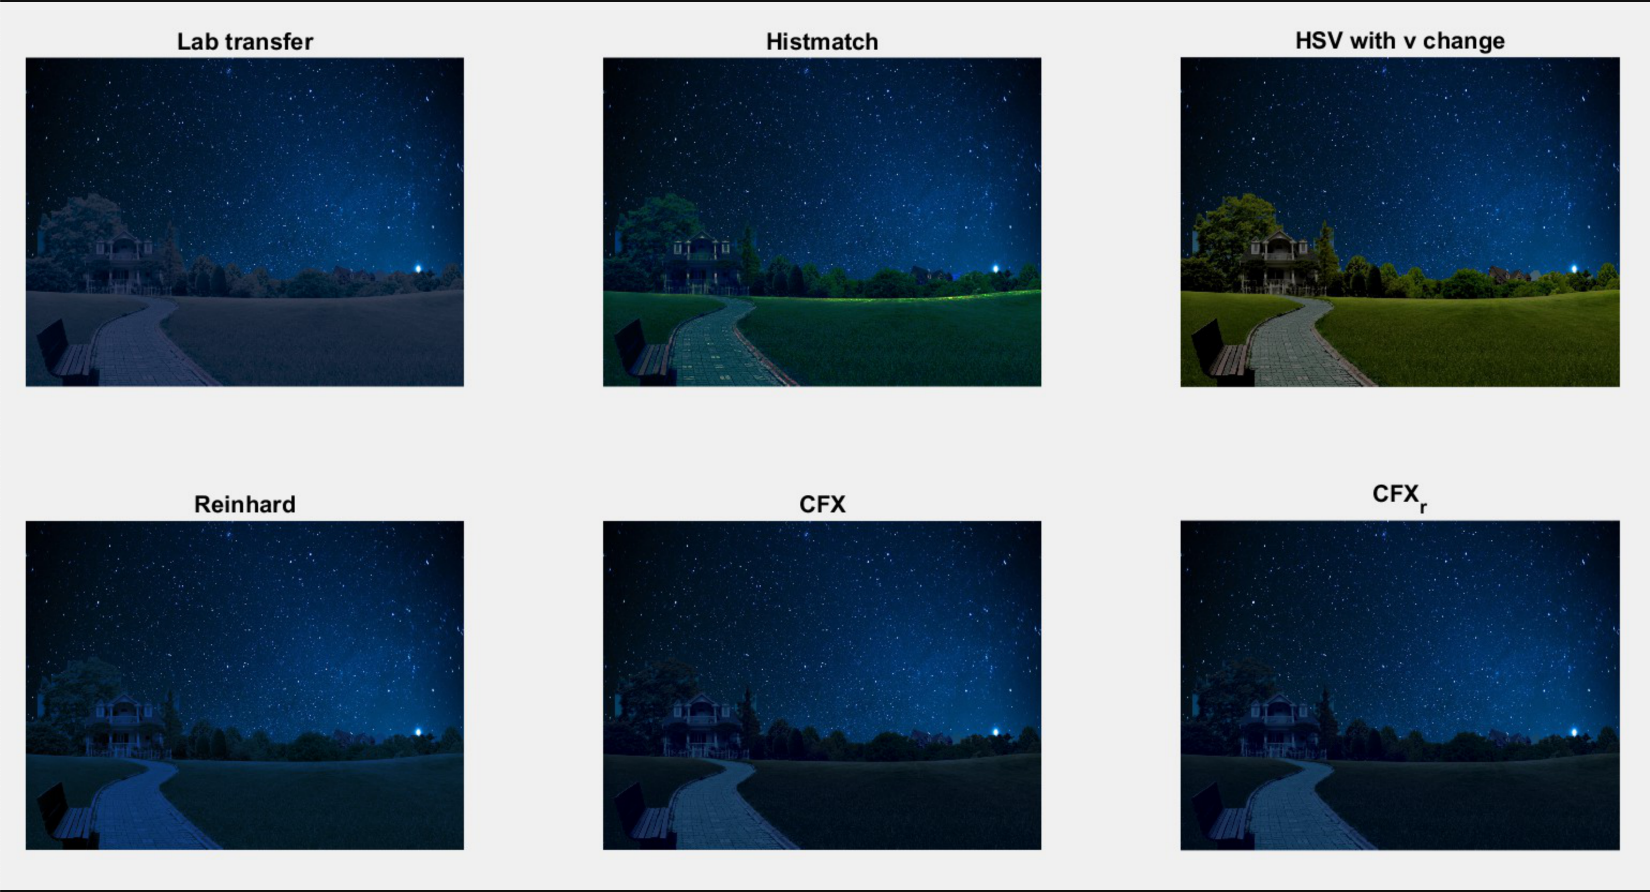 Lab transfer
Histmatch
HSV with v change
Reinhard
CFX
CFXr